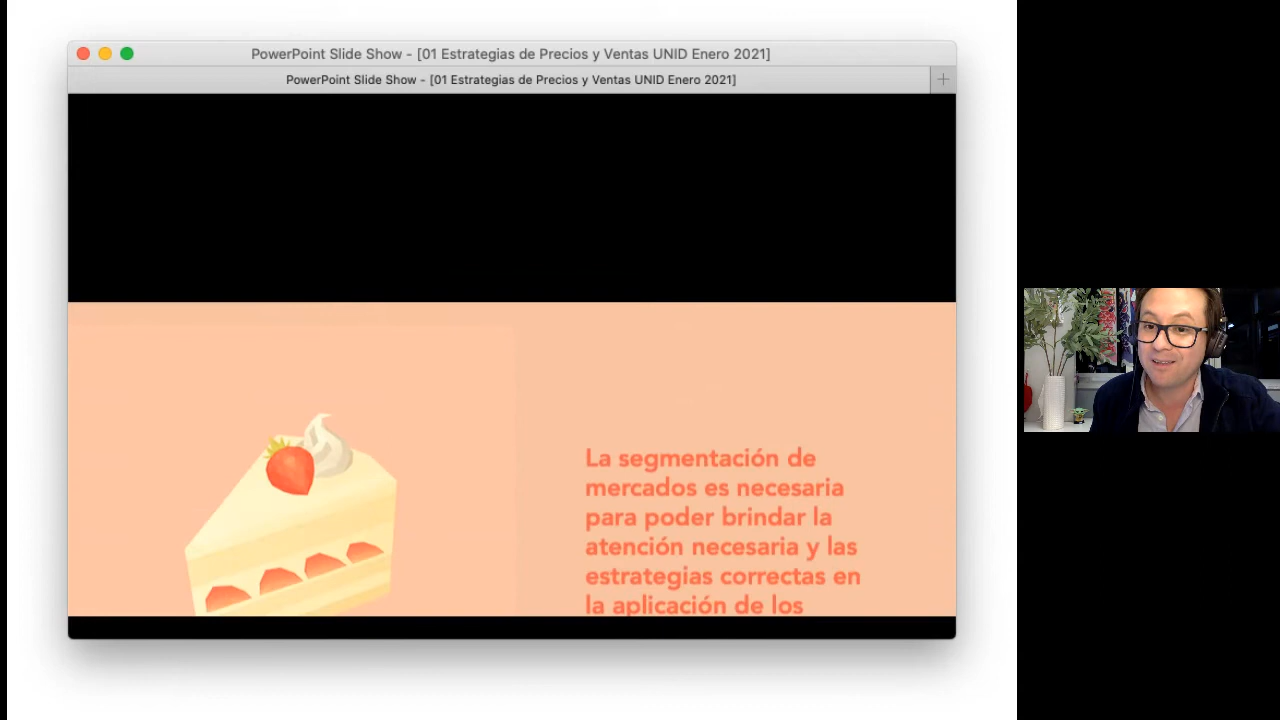 PowerPoint Slide Show - [01 Estrategias de Precios y Ventas UNID Enero 2021]
PowerPoint Slide Show - [01 Estrategias de Precios y Ventas UNID Enero 2021]
La segmentación de
mercados es necesaria
para poder brindar la
atención necesaria y las
estrategias correctas en
la aplicación de los